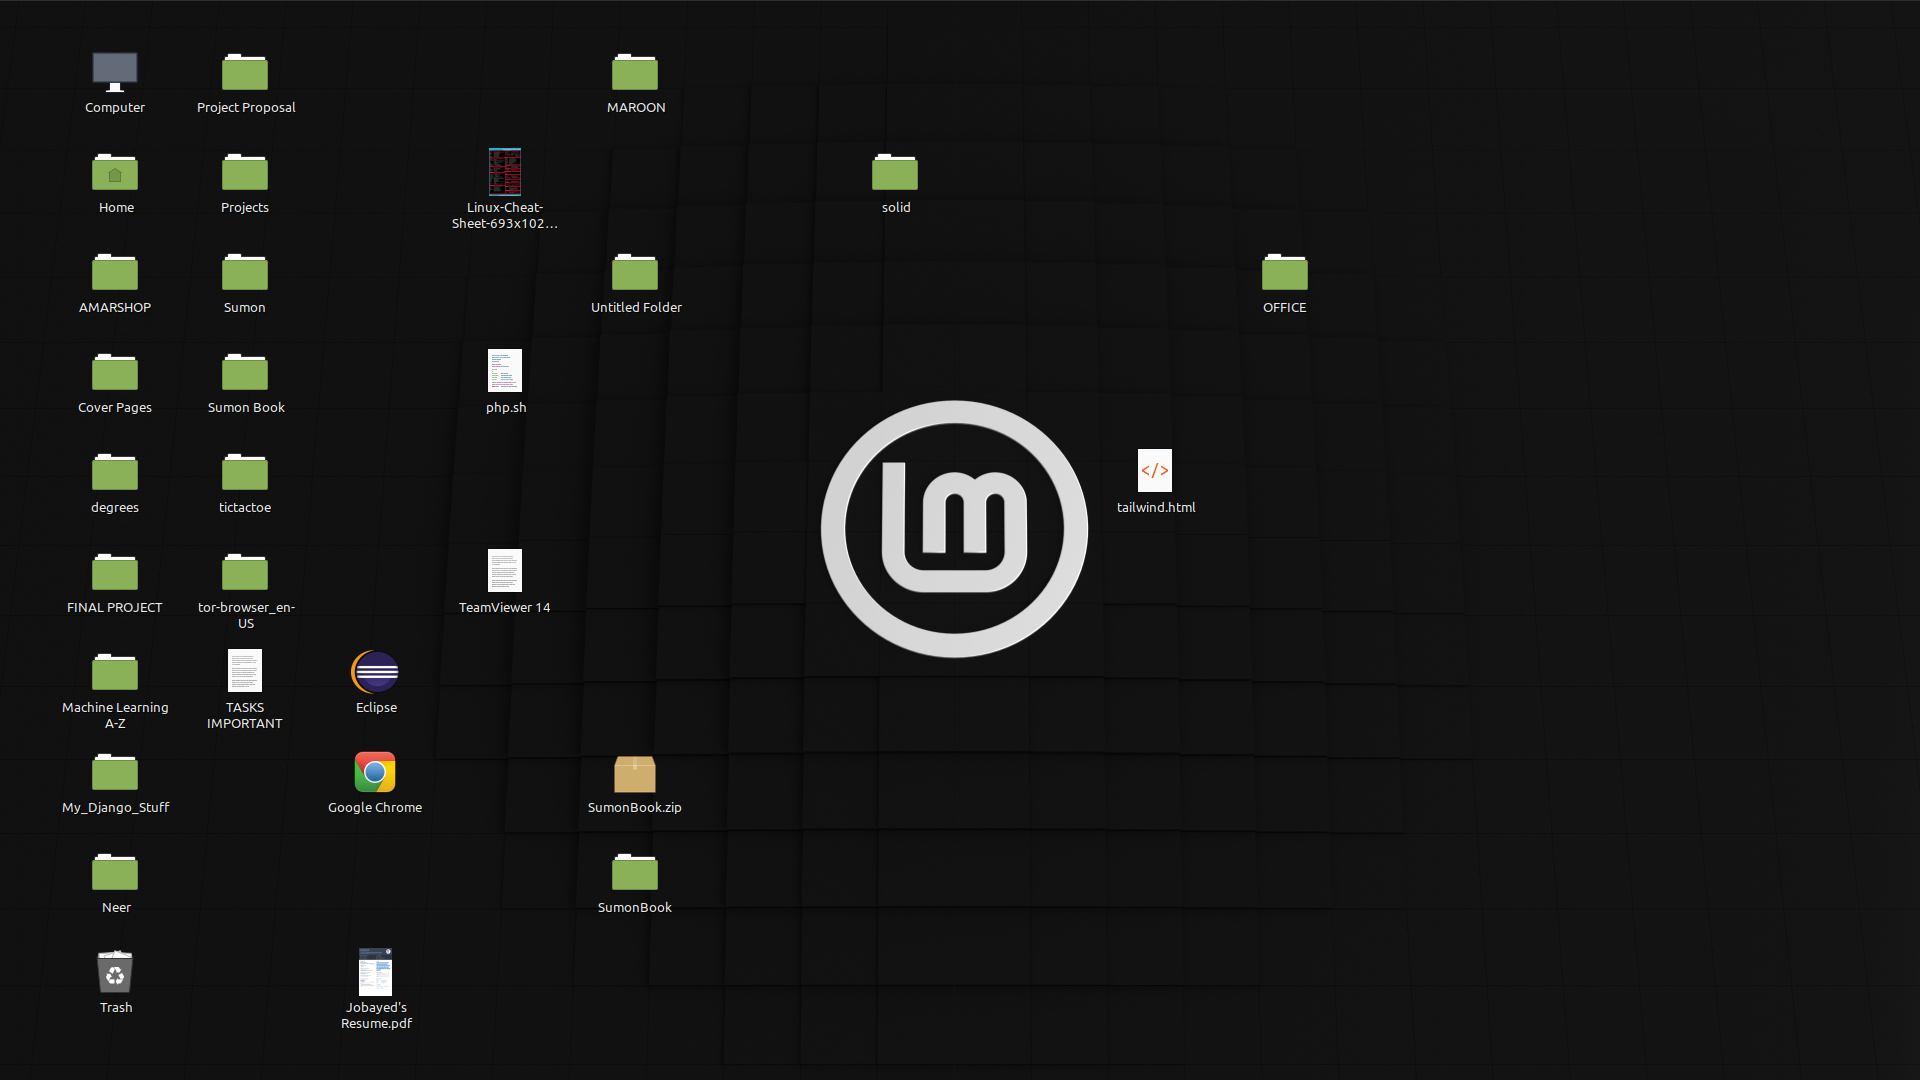 Computer
Project Proposal
MAROON
Home
Projects
Linux-Cheat-
Sheet-693x102...
solid
AMARSHOP
Sumon
Untitled Folder
OFFICE
Cover Pages
Sumon Book
php.sh
degrees
tictactoe
lm
</>
tailwind.html
FINAL PROJECT
tor-browser_en-
US
TeamViewer 14
Machine Learning
A-Z
TASKS
IMPORTANT
Eclipse
My_Django_Stuff
Google Chrome
SumonBook.zip
Neer
SumonBook
Trash
Jobayed's
Resume.pdf